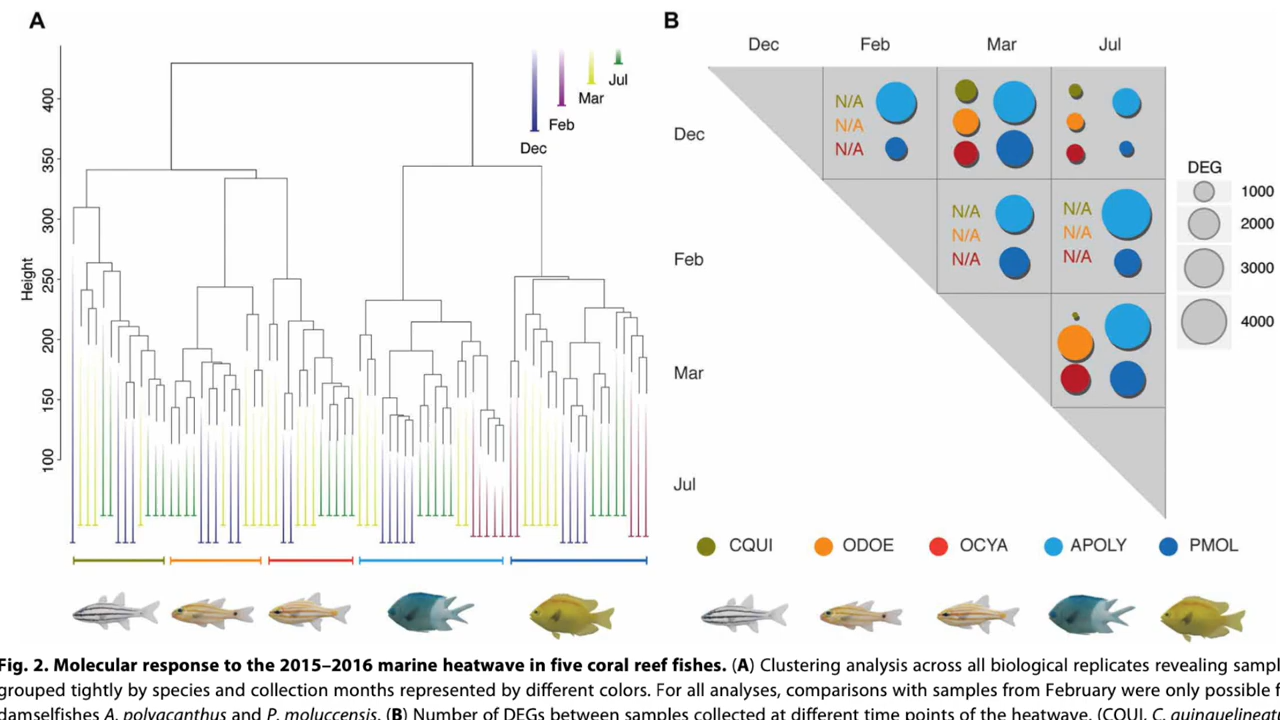 A
Height
400
350
300
250
200
150
100
Dec
Feb
Mar
Jul
B
Dec Feb Mar Jul
Dec
Feb
Mar
Jul
N/A
N/A
N/A
N/A
N/A
N/A
N/A
N/A
N/A
DEG
1000
2000
3000
4000
CQUI ODOE OCYA APOLY PMOL
Fig. 2. Molecular response to the 2015–2016 marine heatwave in five coral reef fishes. (A) Clustering analysis across all biological replicates revealing sampl
grouped tightly by species and collection months represented by different colors. For all analyses, comparisons with samples from February were only possible f
damselfishes A. polyacanthus and P. moluccensis. (B) Number of DEGs between samples collected at different time points of the heatwave. (CQUI, C. quinquelineatu